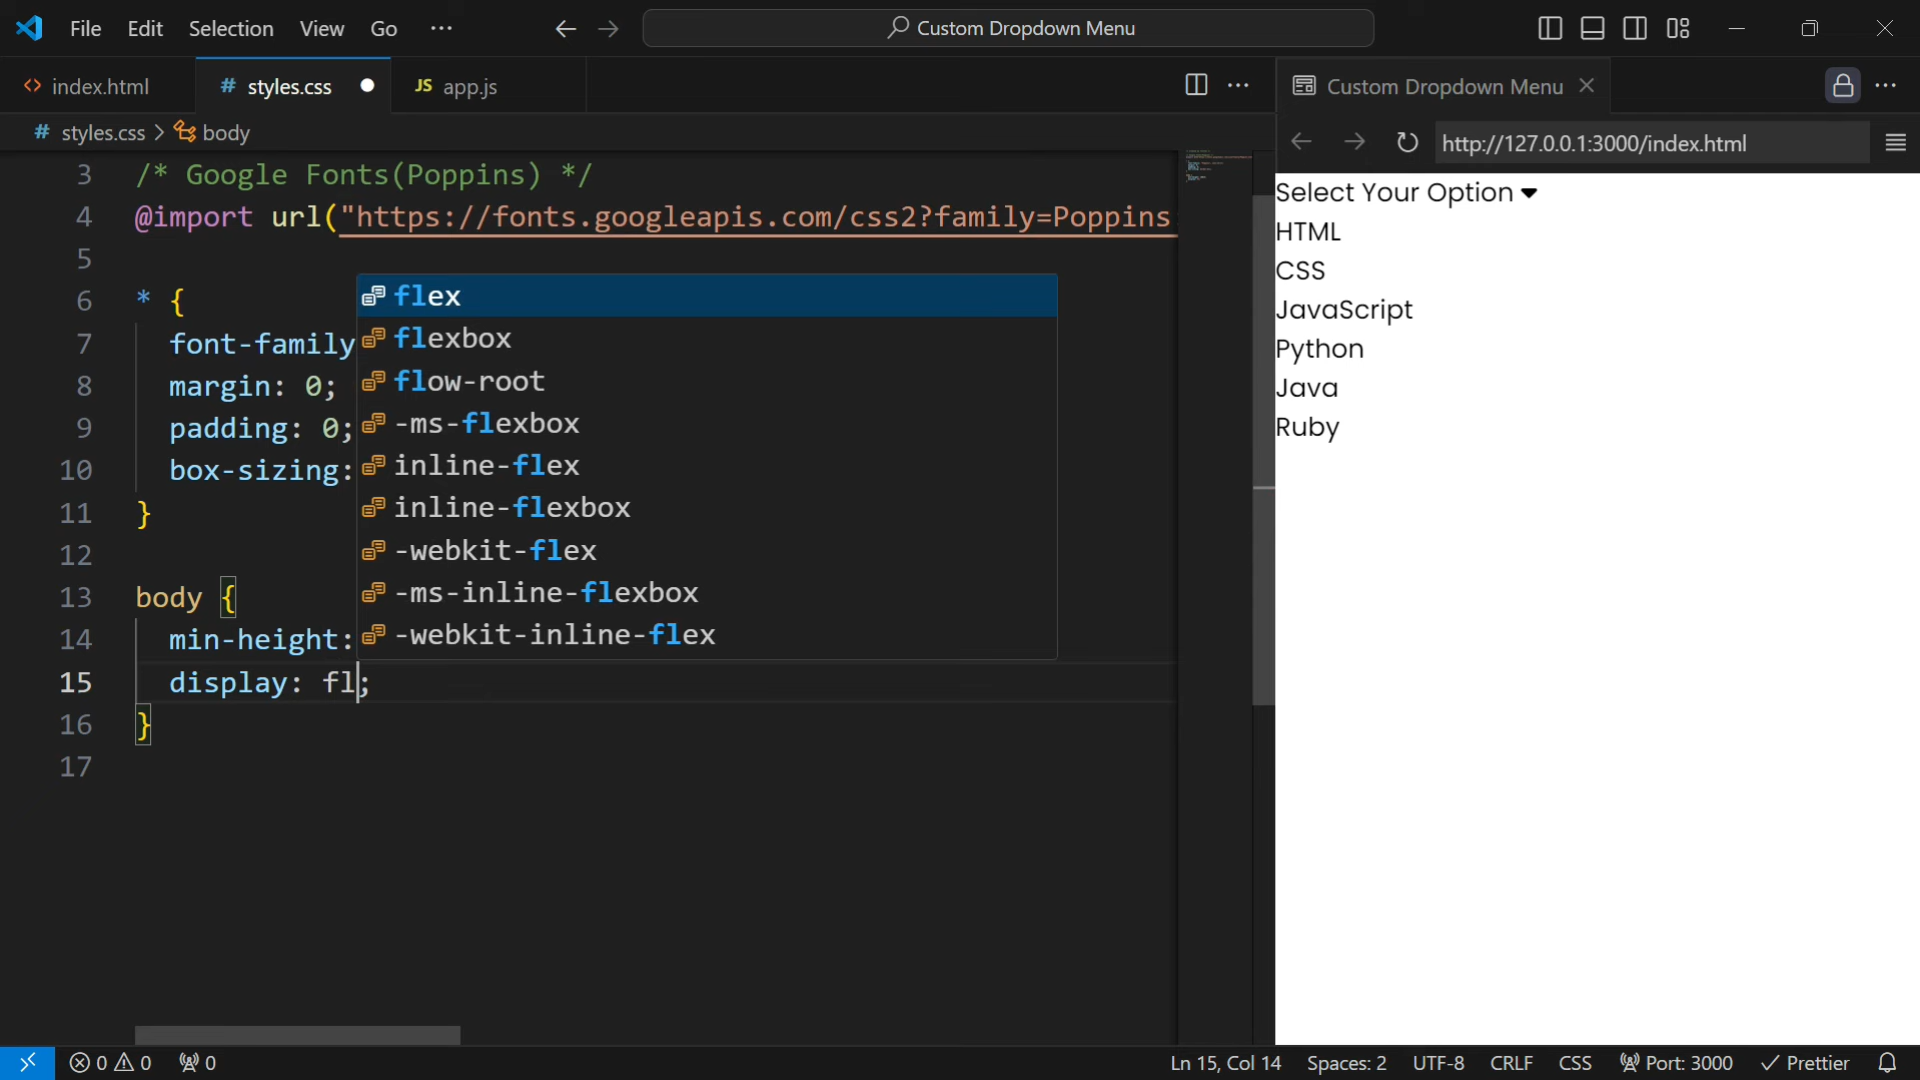 File Edit Selection View Go ··· Custom Dropdown Menu
index.html # styles.css JS app.js ··· Custom Dropdown Menu ···
# styles.css > body
http://127.0.0.1:3000/index.html
3 /* Google Fonts(Poppins) */
4 @import url("https://fonts.googleapis.com/css2?family=Poppins
5
6 * {
7 font-family
8 margin: 0;
9 padding: 0;
10 box-sizing:
11 }
12
13 body {
14 min-height:
15 display: fl;
16 }
17
flex
flexbox
flow-root
-ms-flexbox
inline-flex
inline-flexbox
-webkit-flex
-ms-inline-flexbox
-webkit-inline-flex
Select Your Option
HTML
CSS
JavaScript
Python
Java
Ruby
0 0 0 Ln 15, Col 14 Spaces: 2 UTF-8 CRLF CSS Port: 3000 Prettier